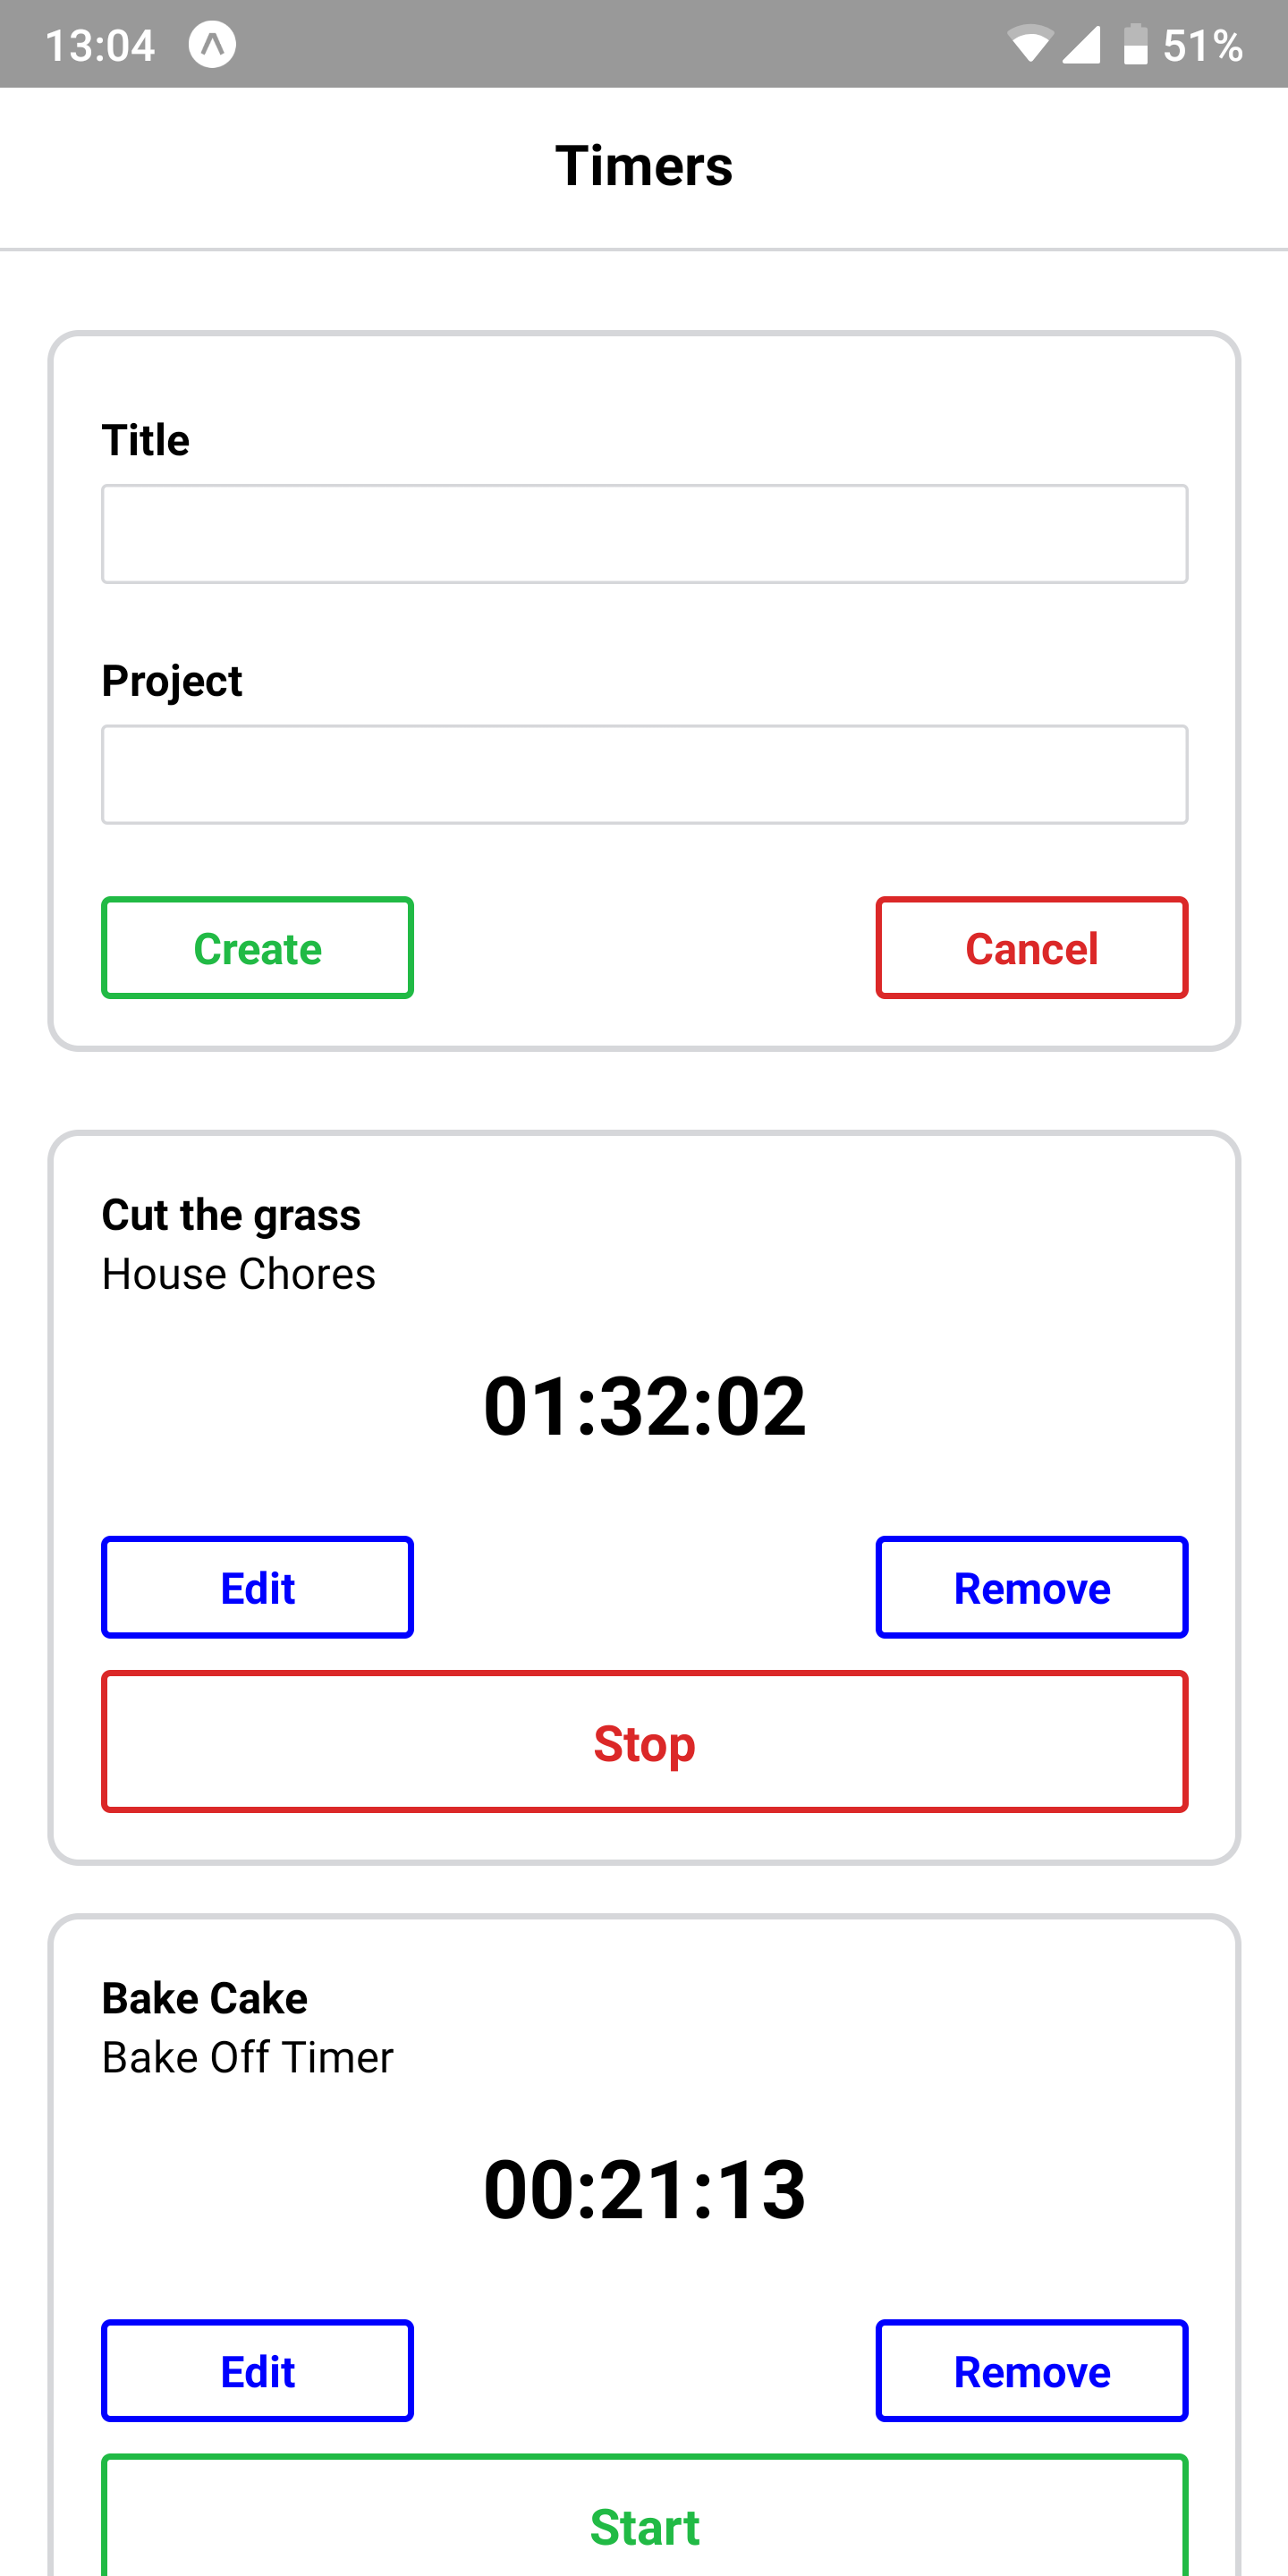 13:04 51%
Timers
Title
Project
Create Cancel
Cut the grass
House Chores
01:32:02
Edit Remove
Stop
Bake Cake
Bake Off Timer
00:21:13
Edit Remove
Start